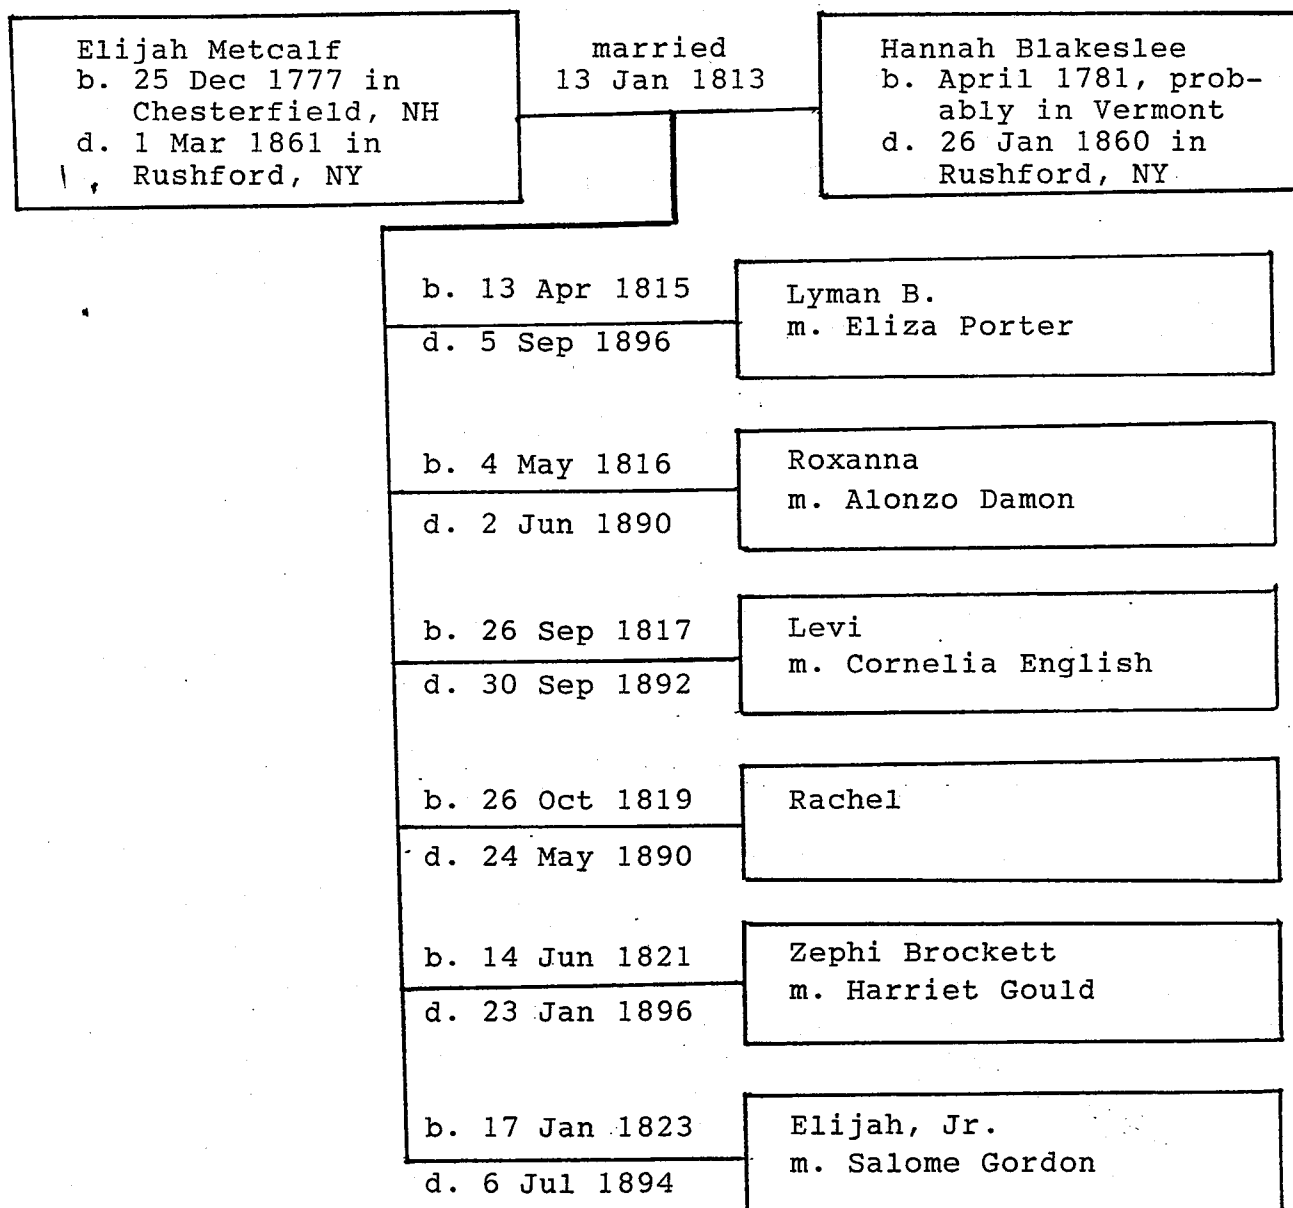 Elijah Metcalf
b. 25 Dec 1777 in
Chesterfield, NH
d. 1 Mar 1861 in
Rushford, NY
married
13 Jan 1813
Hannah Blakeslee
b. April 1781, prob-
ably in Vermont
d. 26 Jan 1860 in
Rushford, NY
b. 13 Apr 1815
d. 5 Sep 1896
Lyman B.
m. Eliza Porter
b. 4 May 1816
d. 2 Jun 1890
Roxanna
m. Alonzo Damon
b. 26 Sep 1817
d. 30 Sep 1892
Levi
m. Cornelia English
b. 26 Oct 1819
d. 24 May 1890
Rachel
b. 14 Jun 1821
d. 23 Jan 1896
Zephi Brockett
m. Harriet Gould
b. 17 Jan 1823
d. 6 Jul 1894
Elijah, Jr.
m. Salome Gordon